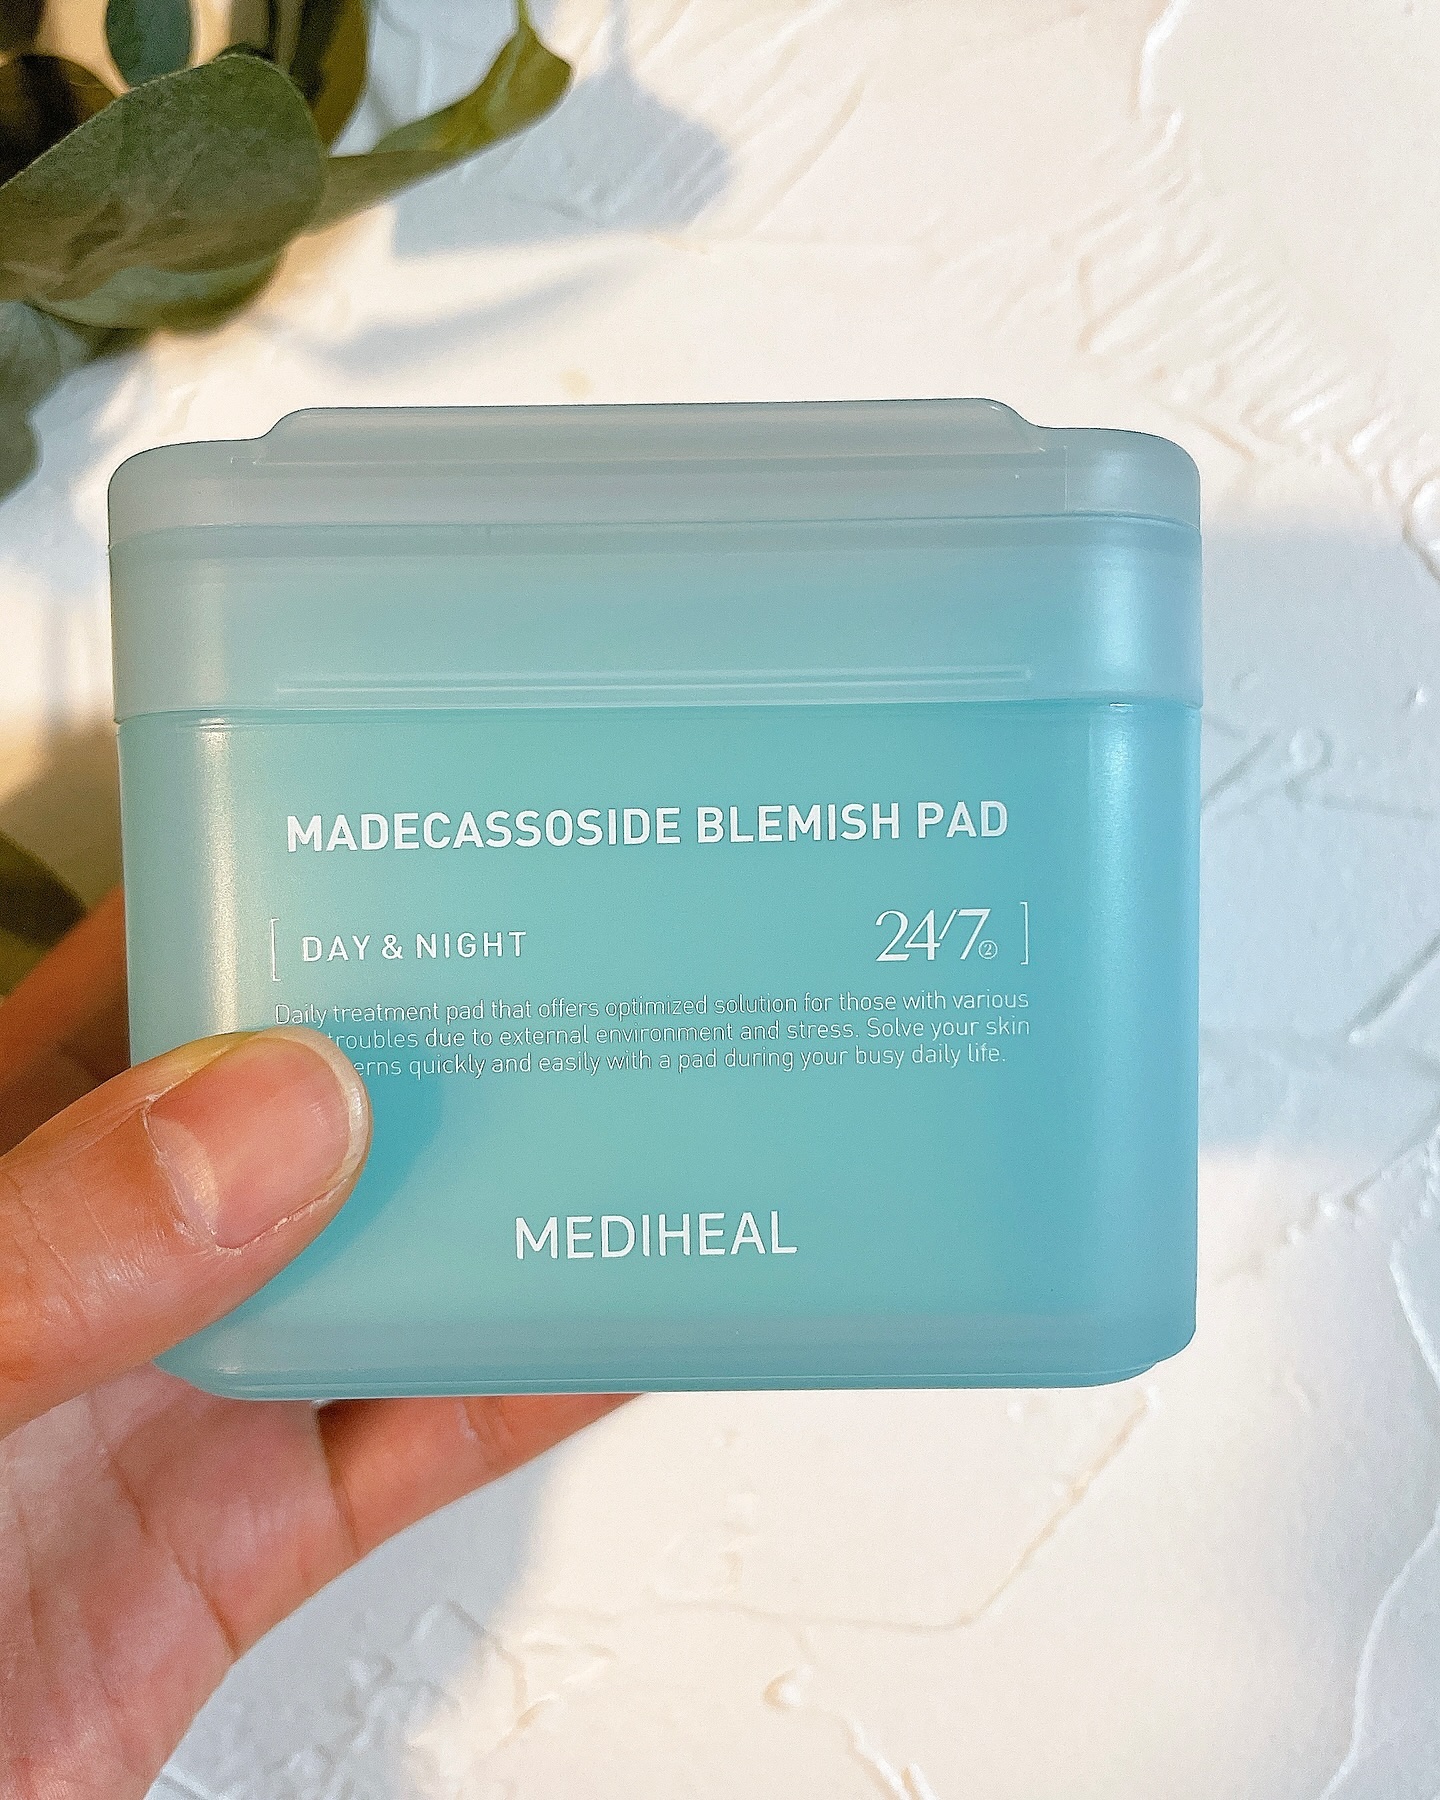 MADECASSOSIDE BLEMISH PAD
[ DAY & NIGHT 24/7② ]
Daily treatment pad that offers optimized solution for those with various
troubles due to external environment and stress. Solve your skin
erns quickly and easily with a pad during your busy daily life.
MEDIHEAL